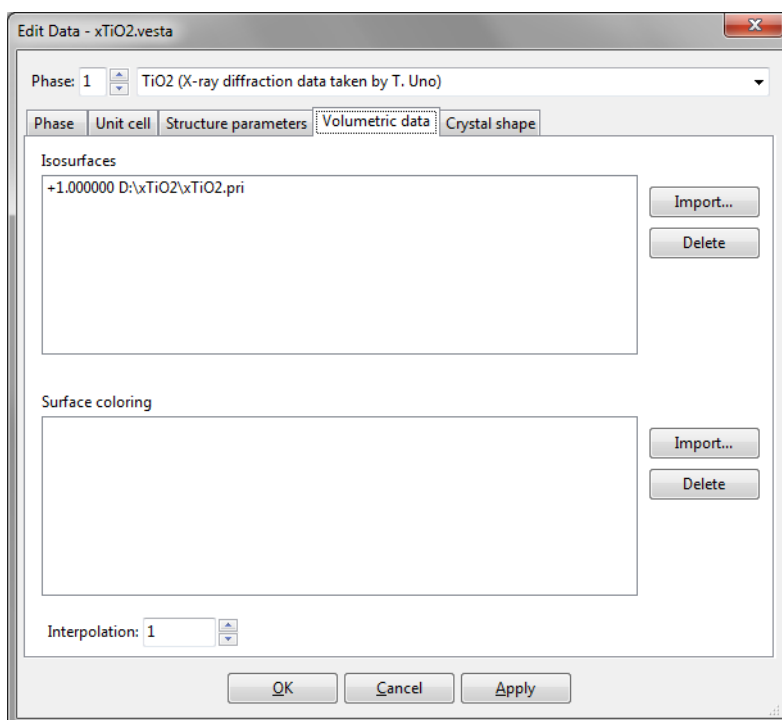 Edit Data - xTiO2.vesta
Phase: 1 TiO2 (X-ray diffraction data taken by T. Uno)
Phase Unit cell Structure parameters Volumetric data Crystal shape
Isosurfaces
+1.000000 D:\xTiO2\xTiO2.pri
Import...
Delete
Surface coloring
Import...
Delete
Interpolation: 1
OK Cancel Apply